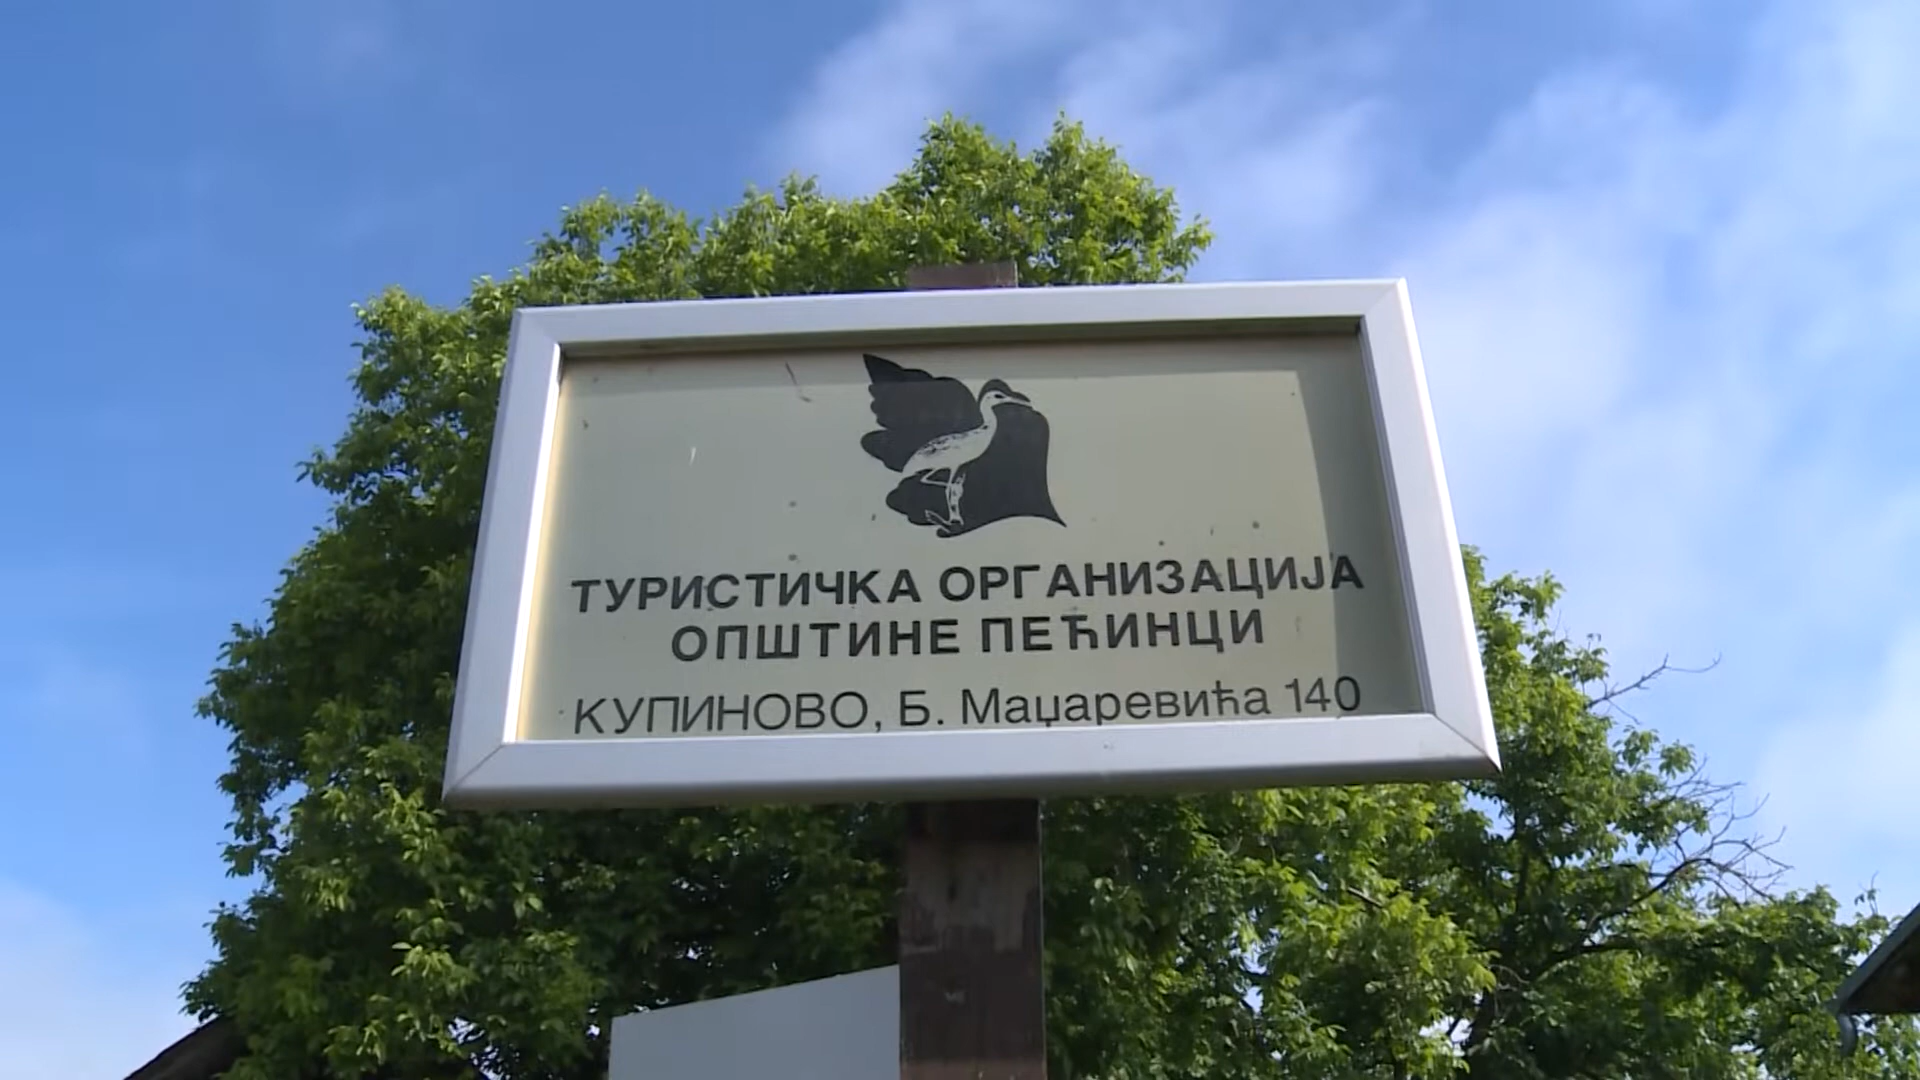 ТУРИСТИЧКА ОРГАНИЗАЦИЈА
ОПШТИНЕ ПЕЋИНЦИ
КУПИНОВО, Б. Маџаревића 140